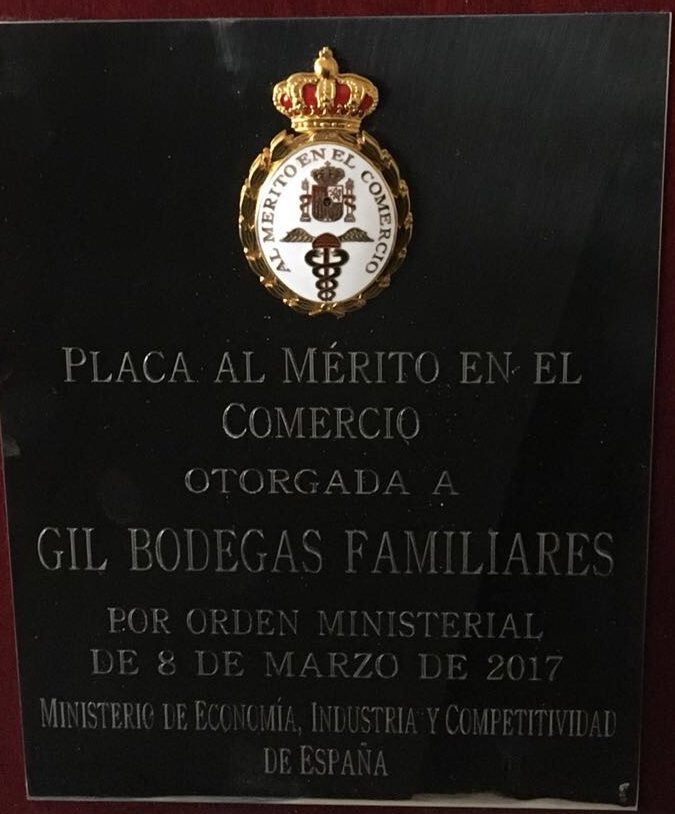 AL MERITO EN EL COMERCIO
PLACA AL MÉRITO EN EL
COMERCIO
OTORGADA A
GIL BODEGAS FAMILIARES
POR ORDEN MINISTERIAL
DE 8 DE MARZO DE 2017
MINISTERIO DE ECONOMÍA, INDUSTRIA Y COMPETITIVIDAD
DE ESPAÑA